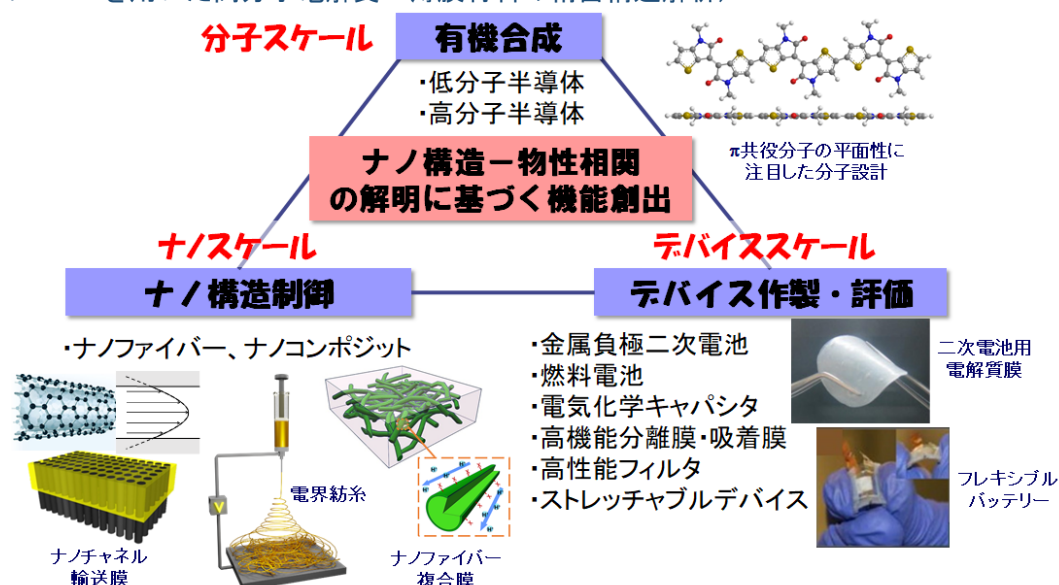 分子スケール
有機合成
・低分子半導体
・高分子半導体
π共役分子の平面性に
注目した分子設計
ナノ構造－物性相関
の解明に基づく機能創出
ナノスケール
デバイススケール
ナノ構造制御
デバイス作製・評価
・ナノファイバー、ナノコンポジット
・金属負極二次電池
・燃料電池
・電気化学キャパシタ
・高機能分離膜・吸着膜
・高性能フィルタ
・ストレッチャブルデバイス
二次電池用
電解質膜
フレキシブル
バッテリー
V
電界紡糸
H⁺
H⁺
H⁺
H⁺
ナノチャネル
輸送膜
ナノファイバー
複合膜